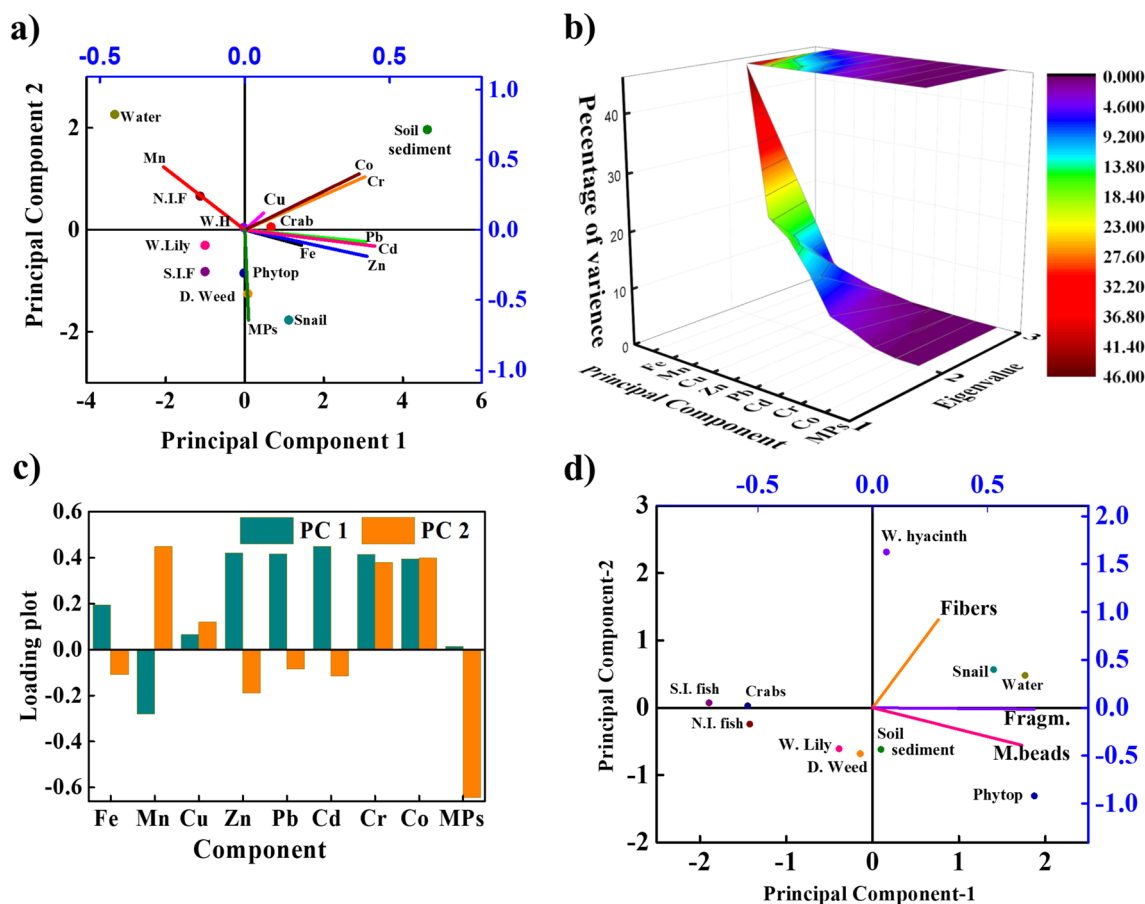 a)
-0.5 0.0 0.5
Principal Component 2
2
0
-2
1.0
0.5
0.0
-0.5
-1.0
Water
Soil
sediment
Mn
Co
Cr
N.I.F
Cu
W.H
Crab
Pb
W.Lily
Fe
Cd
Zn
S.I.F
Phytop
D. Weed
MPs
Snail
-4 -2 0 2 4 6
Principal Component 1
b)
Pecentage of varience
40
30
20
10
0
Fe
Mn
Cu
Zn
Pb
Cd
Cr
Co
MPs
Principal Component
1
2
3
Eigenvalue
0.000
4.600
9.200
13.80
18.40
23.00
27.60
32.20
36.80
41.40
46.00
c)
Loading plot
0.6
0.4
0.2
0.0
-0.2
-0.4
-0.6
PC 1 PC 2
Fe Mn Cu Zn Pb Cd Cr Co MPs
Component
d)
-0.5 0.0 0.5
Principal Component-2
3
2
1
0
-1
-2
2.0
1.5
1.0
0.5
0.0
-0.5
-1.0
W. hyacinth
Fibers
Snail
Water
S.I. fish
Crabs
N.I. fish
Fragm.
W. Lily
Soil
sediment
D. Weed
M.beads
Phytop
-2 -1 0 1 2
Principal Component-1